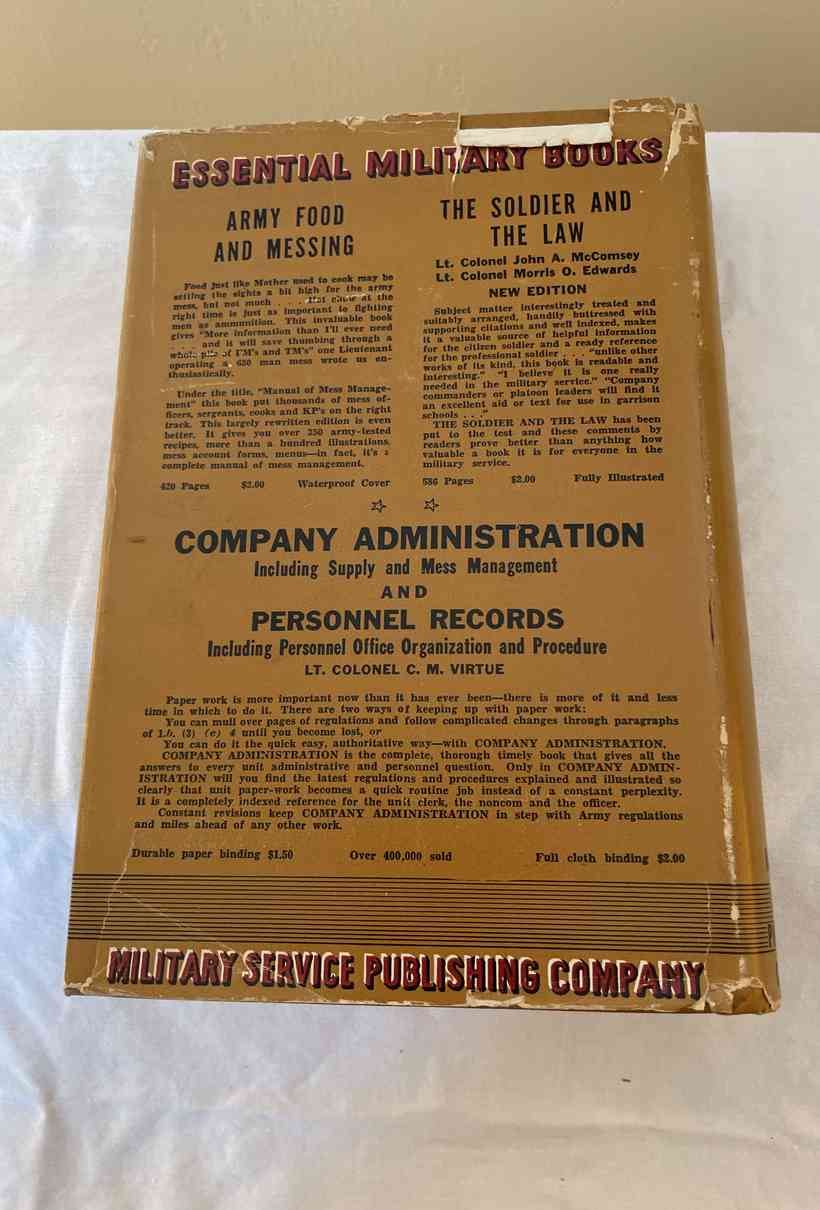 ESSENTIAL MILITARY BOOKS
ARMY FOOD
AND MESSING
Food just like Mother used to cook may be
setting the sights a bit high for the army
mess, but not much . . . Hot chow at the
right time is just as important to fighting
men as ammunition. This invaluable book
gives "More information than I'll ever need
. . . . and it will save thumbing through a
whole pile of FM's and TM's" one Lieutenant
operating a 650 man mess wrote us en-
thusiastically.
Under the title, "Manual of Mess Manage-
ment" this book put thousands of mess of-
ficers, sergeants, cooks and KP's on the right
track. This largely rewritten edition is even
better. It gives you over 250 army-tested
recipes, more than a hundred illustrations,
mess account forms, menus—in fact, it's a
complete manual of mess management.
420 Pages $2.00 Waterproof Cover
THE SOLDIER AND
THE LAW
Lt. Colonel John A. McComsey
Lt. Colonel Morris O. Edwards
NEW EDITION
Subject matter interestingly treated and
suitably arranged, handily buttressed with
supporting citations and well indexed, makes
it a valuable source of helpful information
for the citizen soldier and a ready reference
for the professional soldier . . . . "unlike other
works of its kind, this book is readable and
interesting." "I believe it is one really
needed in the military service." "Company
commanders or platoon leaders will find it
an excellent aid or text for use in garrison
schools . . ."
THE SOLDIER AND THE LAW has been
put to the test and these comments by
readers prove better than anything how
valuable a book it is for everyone in the
military service.
586 Pages $2.00 Fully Illustrated
COMPANY ADMINISTRATION
Including Supply and Mess Management
AND
PERSONNEL RECORDS
Including Personnel Office Organization and Procedure
LT. COLONEL C. M. VIRTUE
Paper work is more important now than it has ever been—there is more of it and less
time in which to do it. There are two ways of keeping up with paper work:
You can mull over pages of regulations and follow complicated changes through paragraphs
of 1.b. (3) (e) 4 until you become lost, or
You can do it the quick easy, authoritative way—with COMPANY ADMINISTRATION.
COMPANY ADMINISTRATION is the complete, thorough timely book that gives all the
answers to every unit administrative and personnel question. Only in COMPANY ADMIN-
ISTRATION will you find the latest regulations and procedures explained and illustrated so
clearly that unit paper-work becomes a quick routine job instead of a constant perplexity.
It is a completely indexed reference for the unit clerk, the noncom and the officer.
Constant revisions keep COMPANY ADMINISTRATION in step with Army regulations
and miles ahead of any other work.
Durable paper binding $1.50 Over 400,000 sold Full cloth binding $2.00
MILITARY SERVICE PUBLISHING COMPANY